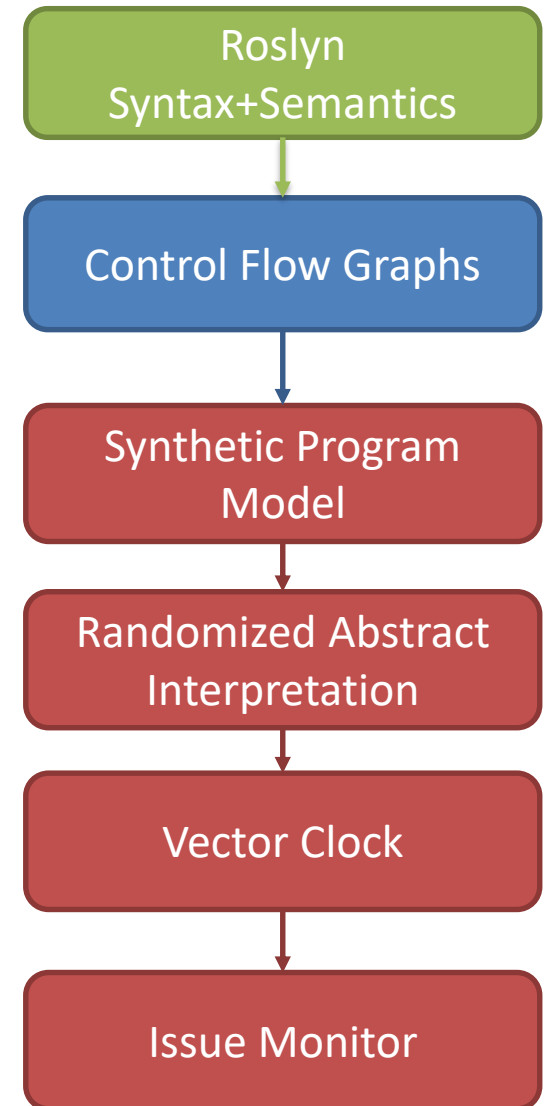 Roslyn
Syntax+Semantics
Control Flow Graphs
Synthetic Program
Model
Randomized Abstract
Interpretation
Vector Clock
Issue Monitor